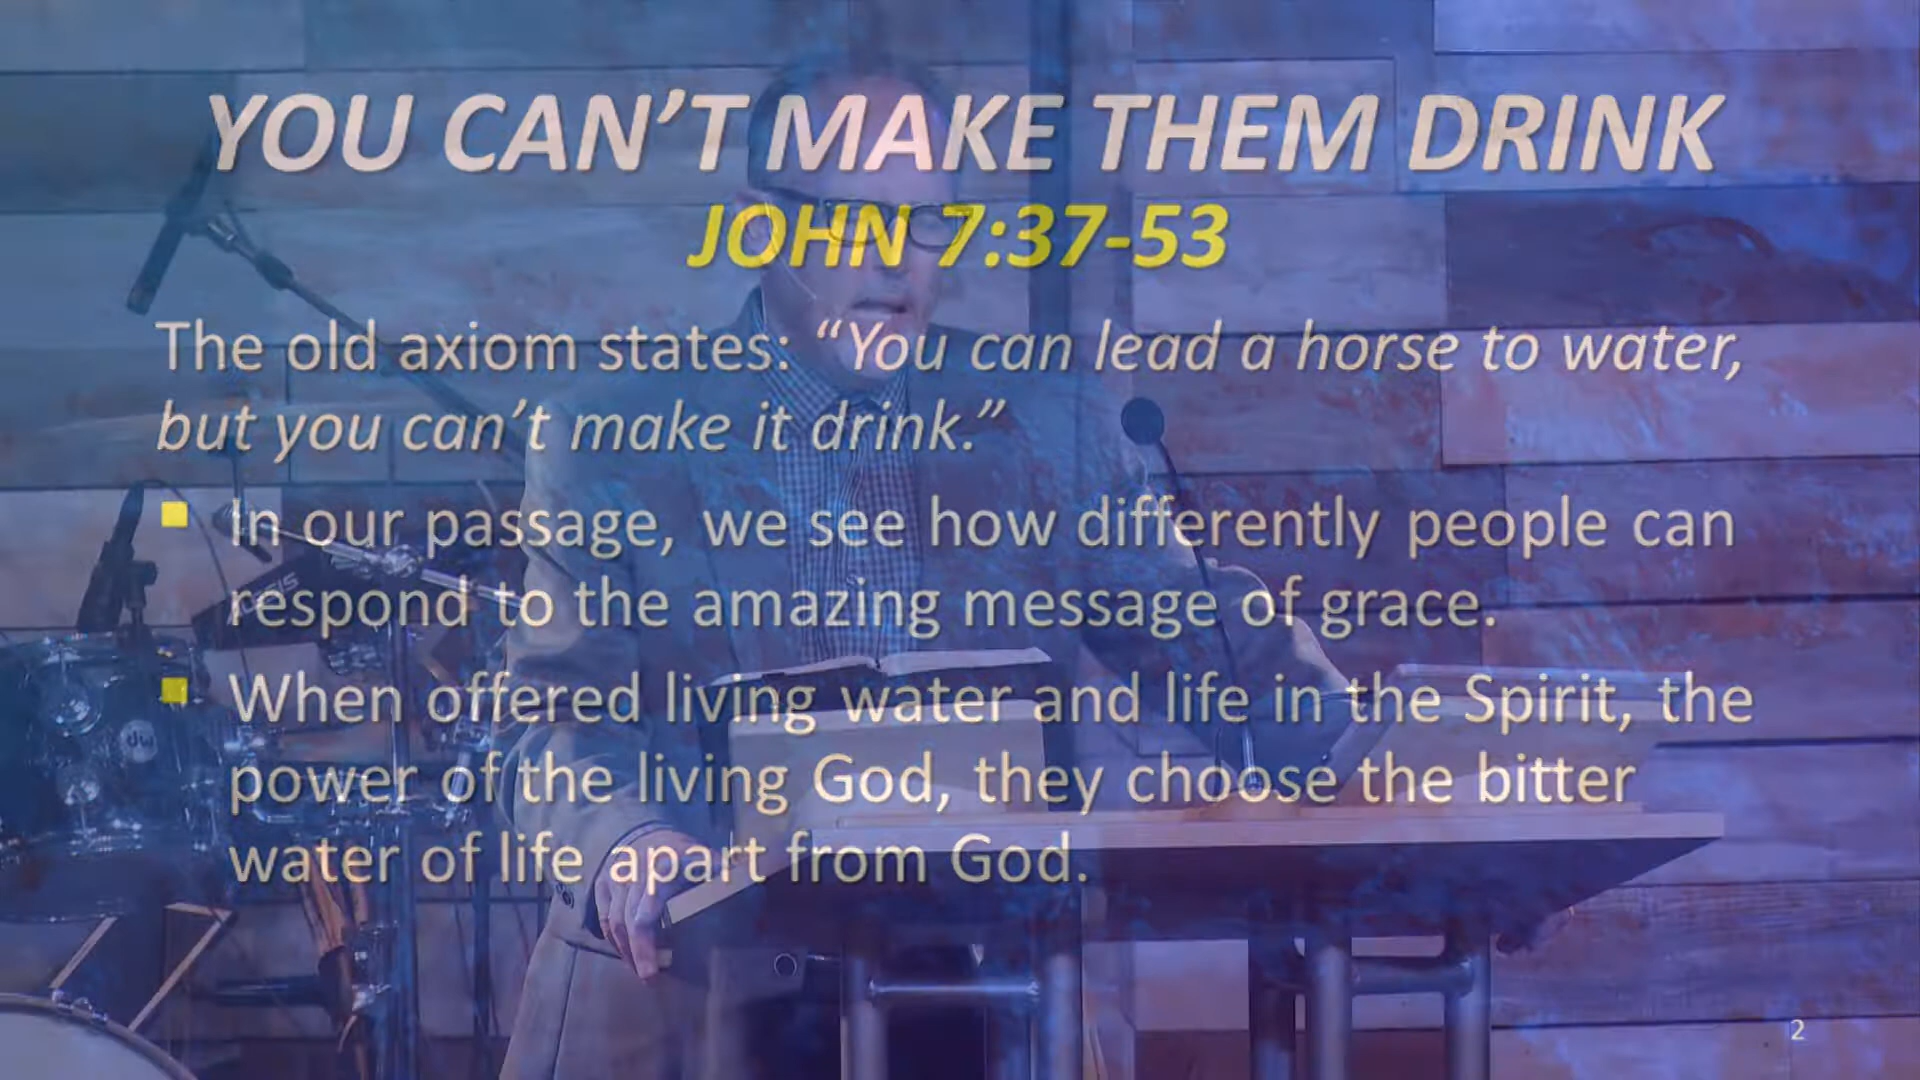 YOU CAN’T MAKE THEM DRINK
JOHN 7:37-53
The old axiom states: “You can lead a horse to water,
but you can’t make it drink.”
In our passage, we see how differently people can
respond to the amazing message of grace.
When offered living water and life in the Spirit, the
power of the living God, they choose the bitter
water of life apart from God.
dw
2